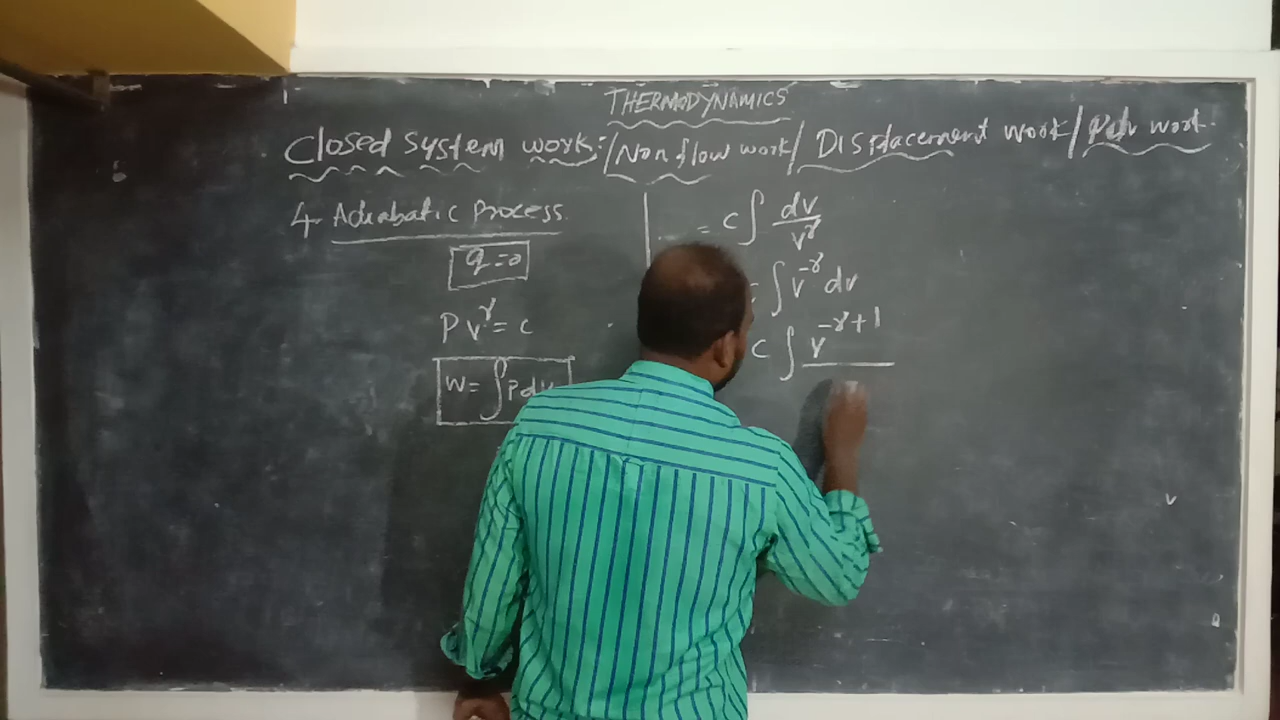 THERMODYNAMICS
Closed system work:/Non flow work/ Displacement work/ Pdv work.
4. Adiabatic Process.
q=0
Pv^γ = c
w= ∫Pdv
= c∫ dv/v^γ
= ∫v^-γ dv
c ∫ v^-γ+1